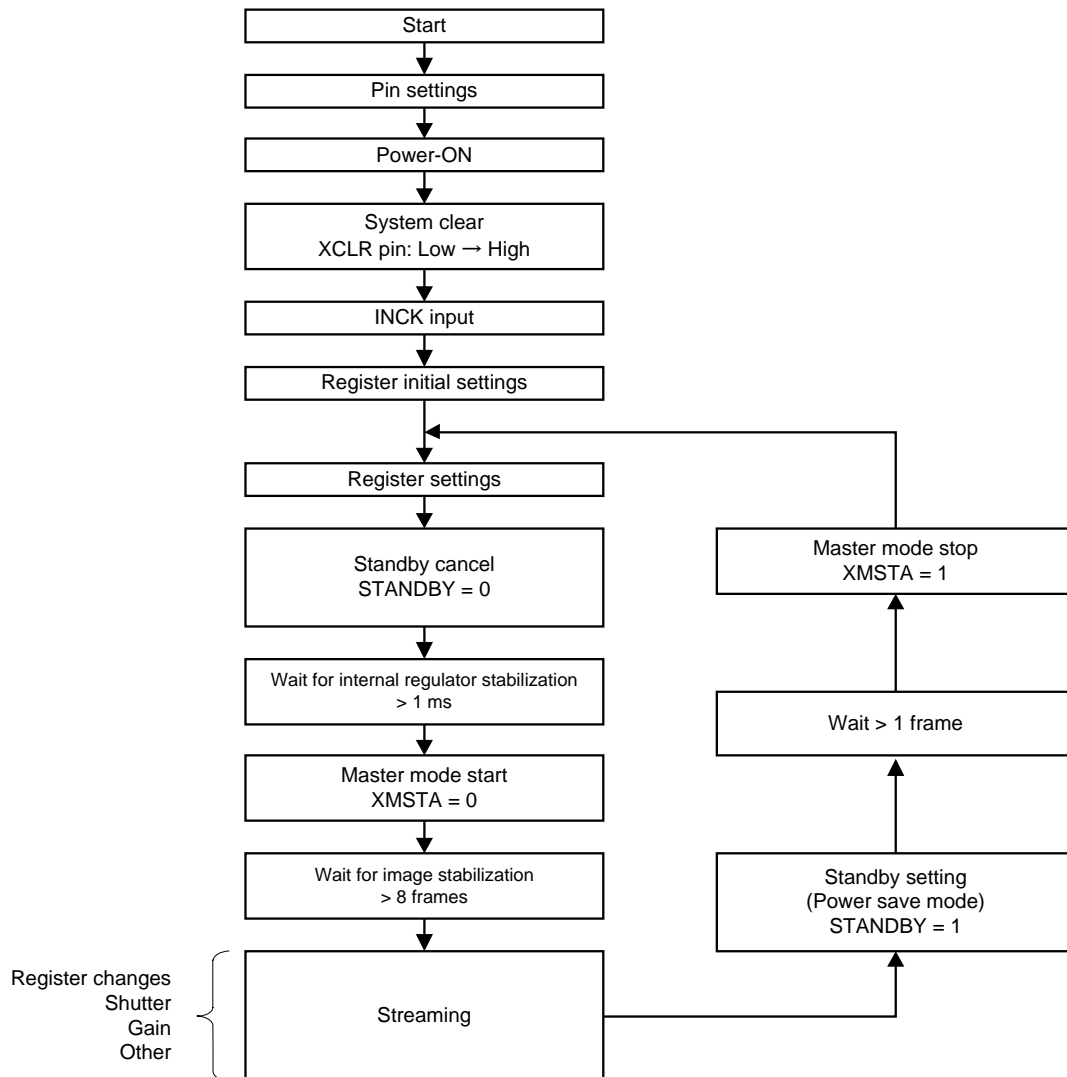 Start
Pin settings
Power-ON
System clear
XCLR pin: Low → High
INCK input
Register initial settings
Register settings
Standby cancel
STANDBY = 0
Wait for internal regulator stabilization
> 1 ms
Master mode start
XMSTA = 0
Wait for image stabilization
> 8 frames
Register changes
Shutter
Gain
Other
Streaming
Standby setting
(Power save mode)
STANDBY = 1
Wait > 1 frame
Master mode stop
XMSTA = 1